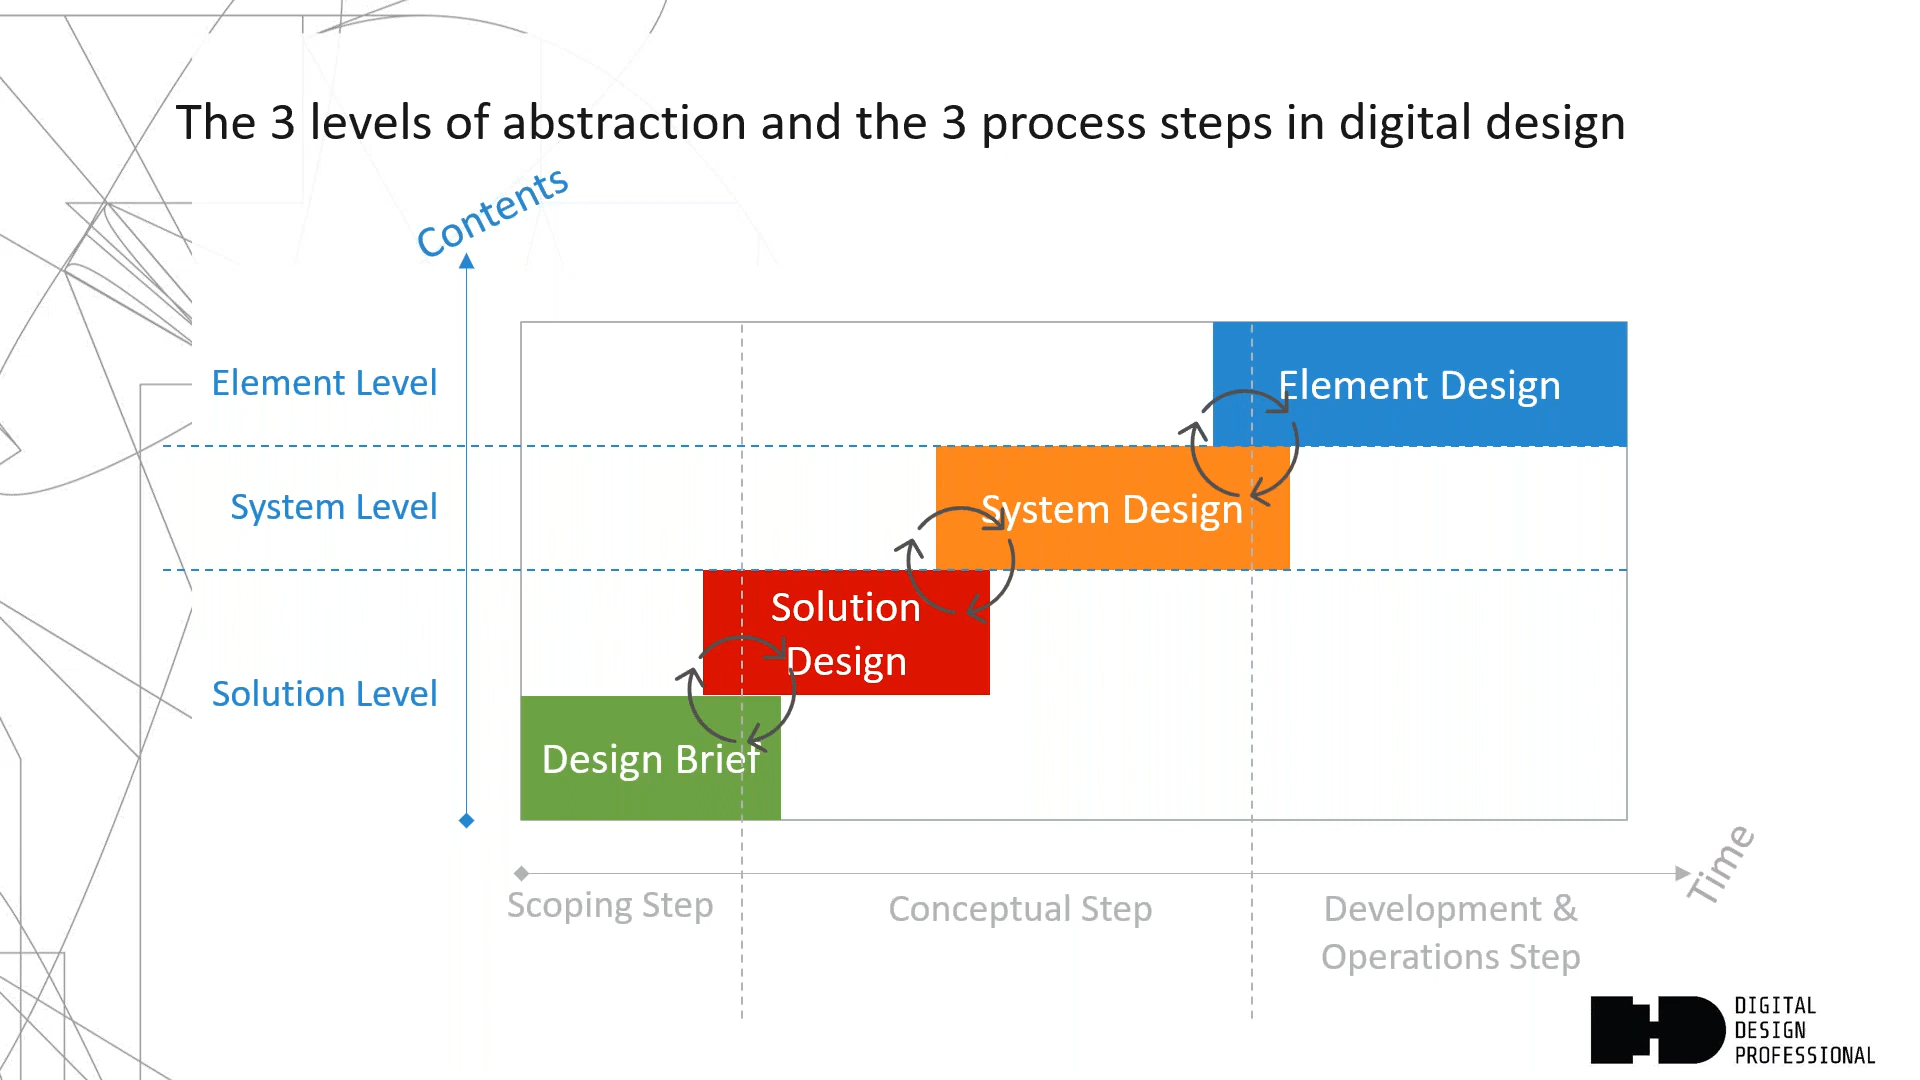 The 3 levels of abstraction and the 3 process steps in digital design
Contents
Element Level
Element Design
System Level
System Design
Solution
Design
Solution Level
Design Brief
Time
Scoping Step
Conceptual Step
Development &
Operations Step
DIGITAL
DESIGN
PROFESSIONAL